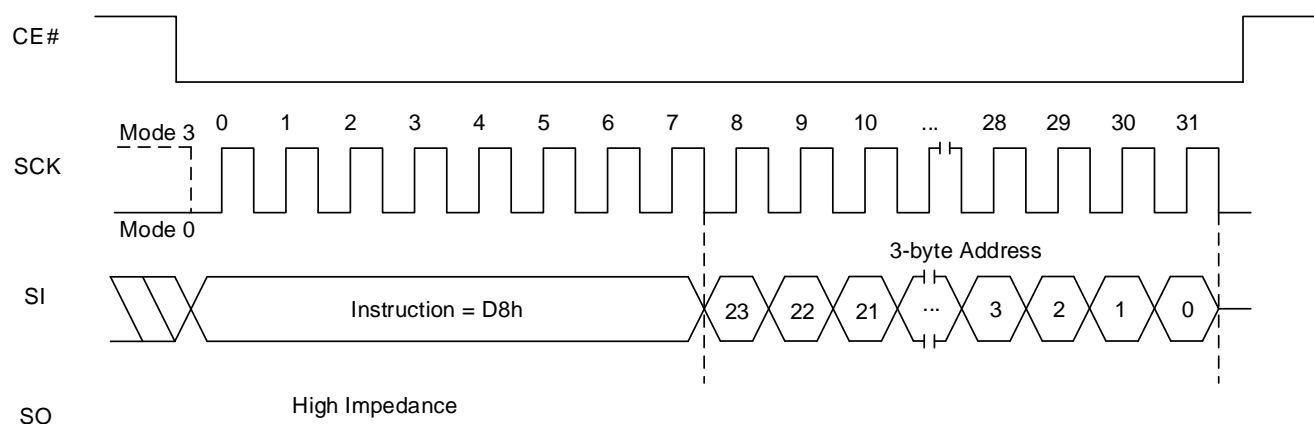 CE#
Mode 3 0 1 2 3 4 5 6 7 8 9 10 ... 28 29 30 31
SCK
Mode 0
3-byte Address
SI Instruction = D8h 23 22 21 ... 3 2 1 0
High Impedance
SO